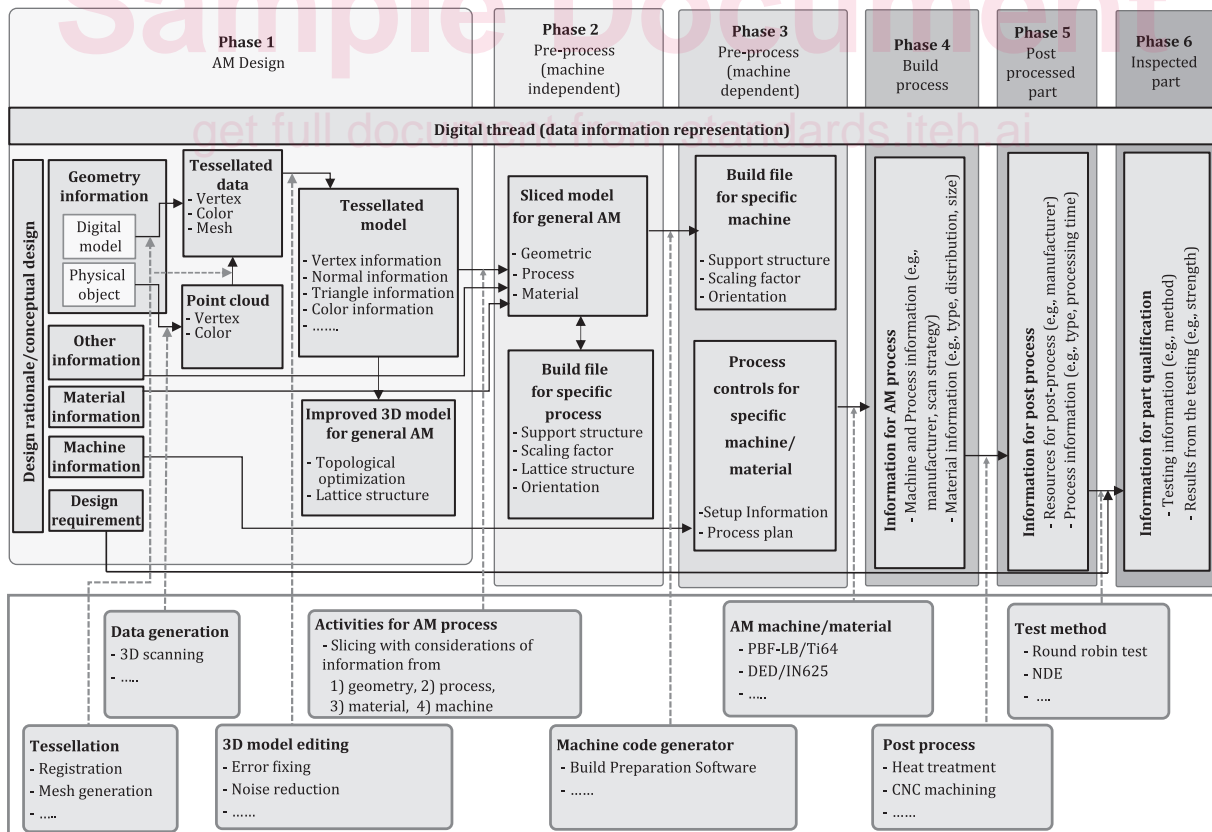 Sample Document
get full document from standards.iteh.ai
Phase 1
AM Design
Phase 2
Pre-process
(machine
independent)
Phase 3
Pre-process
(machine
dependent)
Phase 4
Build
process
Phase 5
Post
processed
part
Phase 6
Inspected
part
Digital thread (data information representation)
Design rationale/conceptual design
Geometry
information
Digital
model
Physical
object
Other
information
Material
information
Machine
information
Design
requirement
Tessellated
data
- Vertex
- Color
- Mesh
Point cloud
- Vertex
- Color
Tessellated
model
- Vertex information
- Normal information
- Triangle information
- Color information
- …….
Improved 3D model
for general AM
- Topological
optimization
- Lattice structure
Sliced model
for general AM
- Geometric
- Process
- Material
Build file
for specific
process
- Support structure
- Scaling factor
- Lattice structure
- Orientation
Build file
for specific
machine
- Support structure
- Scaling factor
- Orientation
Process
controls for
specific
machine/
material
-Setup Information
- Process plan
Information for AM process
- Machine and Process information (e.g.,
manufacturer, scan strategy)
- Material information (e.g., type, distribution, size)
Information for post process
- Resources for post-process (e.g., manufacturer)
- Process information (e.g., type, processing time)
Information for part qualification
- Testing information (e.g., method)
- Results from the testing (e.g., strength)
Data generation
- 3D scanning
- …..
Activities for AM process
- Slicing with considerations of
information from
1) geometry, 2) process,
3) material, 4) machine
AM machine/material
- PBF-LB/Ti64
- DED/IN625
- …..
Test method
- Round robin test
- NDE
- ….
Tessellation
- Registration
- Mesh generation
- …..
3D model editing
- Error fixing
- Noise reduction
- ……
Machine code generator
- Build Preparation Software
- ……
Post process
- Heat treatment
- CNC machining
- ……